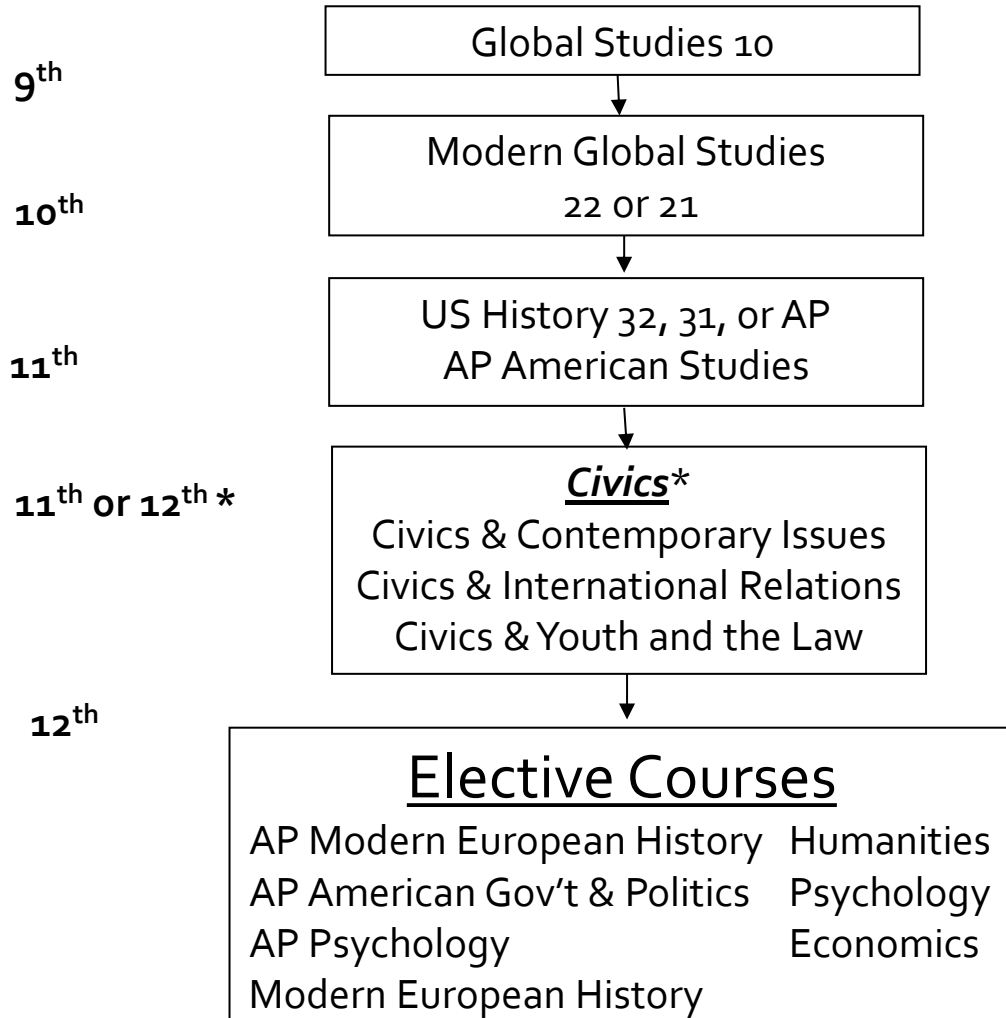 Global Studies 10
9th
Modern Global Studies
22 or 21
10th
US History 32, 31, or AP
AP American Studies
11th
Civics*
11th or 12th *
Civics & Contemporary Issues
Civics & International Relations
Civics & Youth and the Law
12th
Elective Courses
AP Modern European History Humanities
AP American Gov't & Politics Psychology
AP Psychology Economics
Modern European History